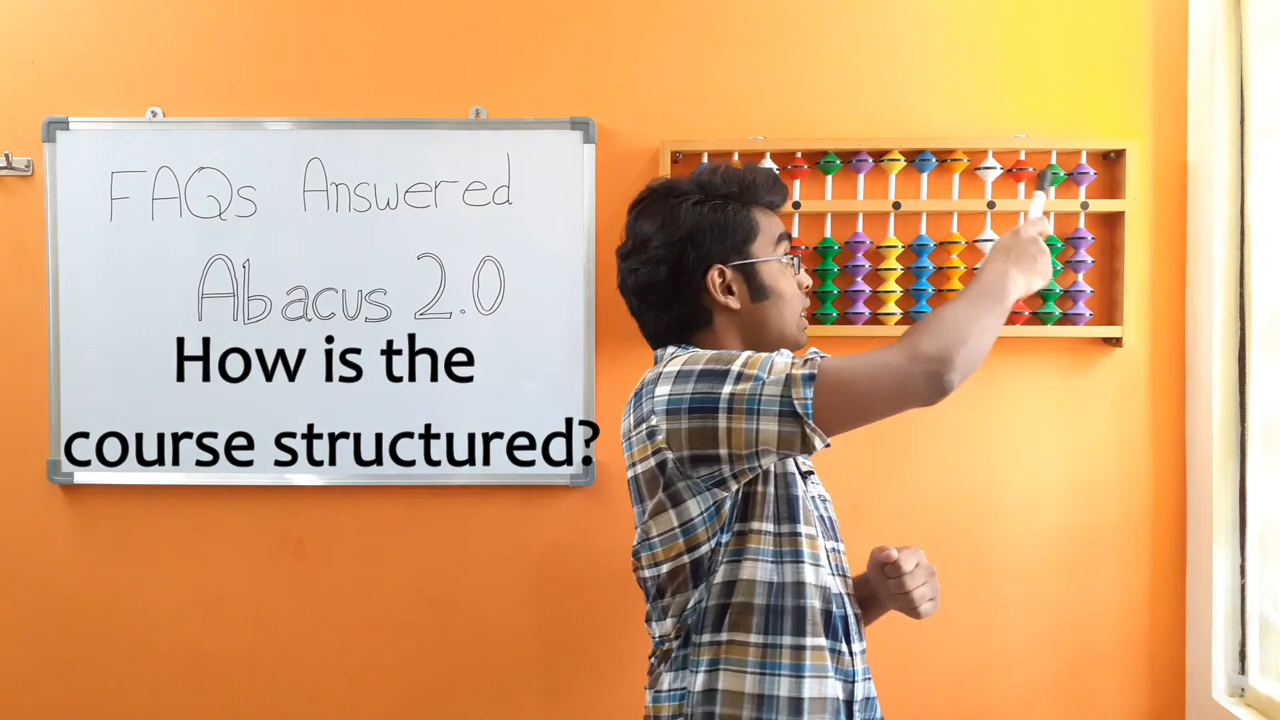 FAQs Answered
Abacus 2.0
How is the
course structured?